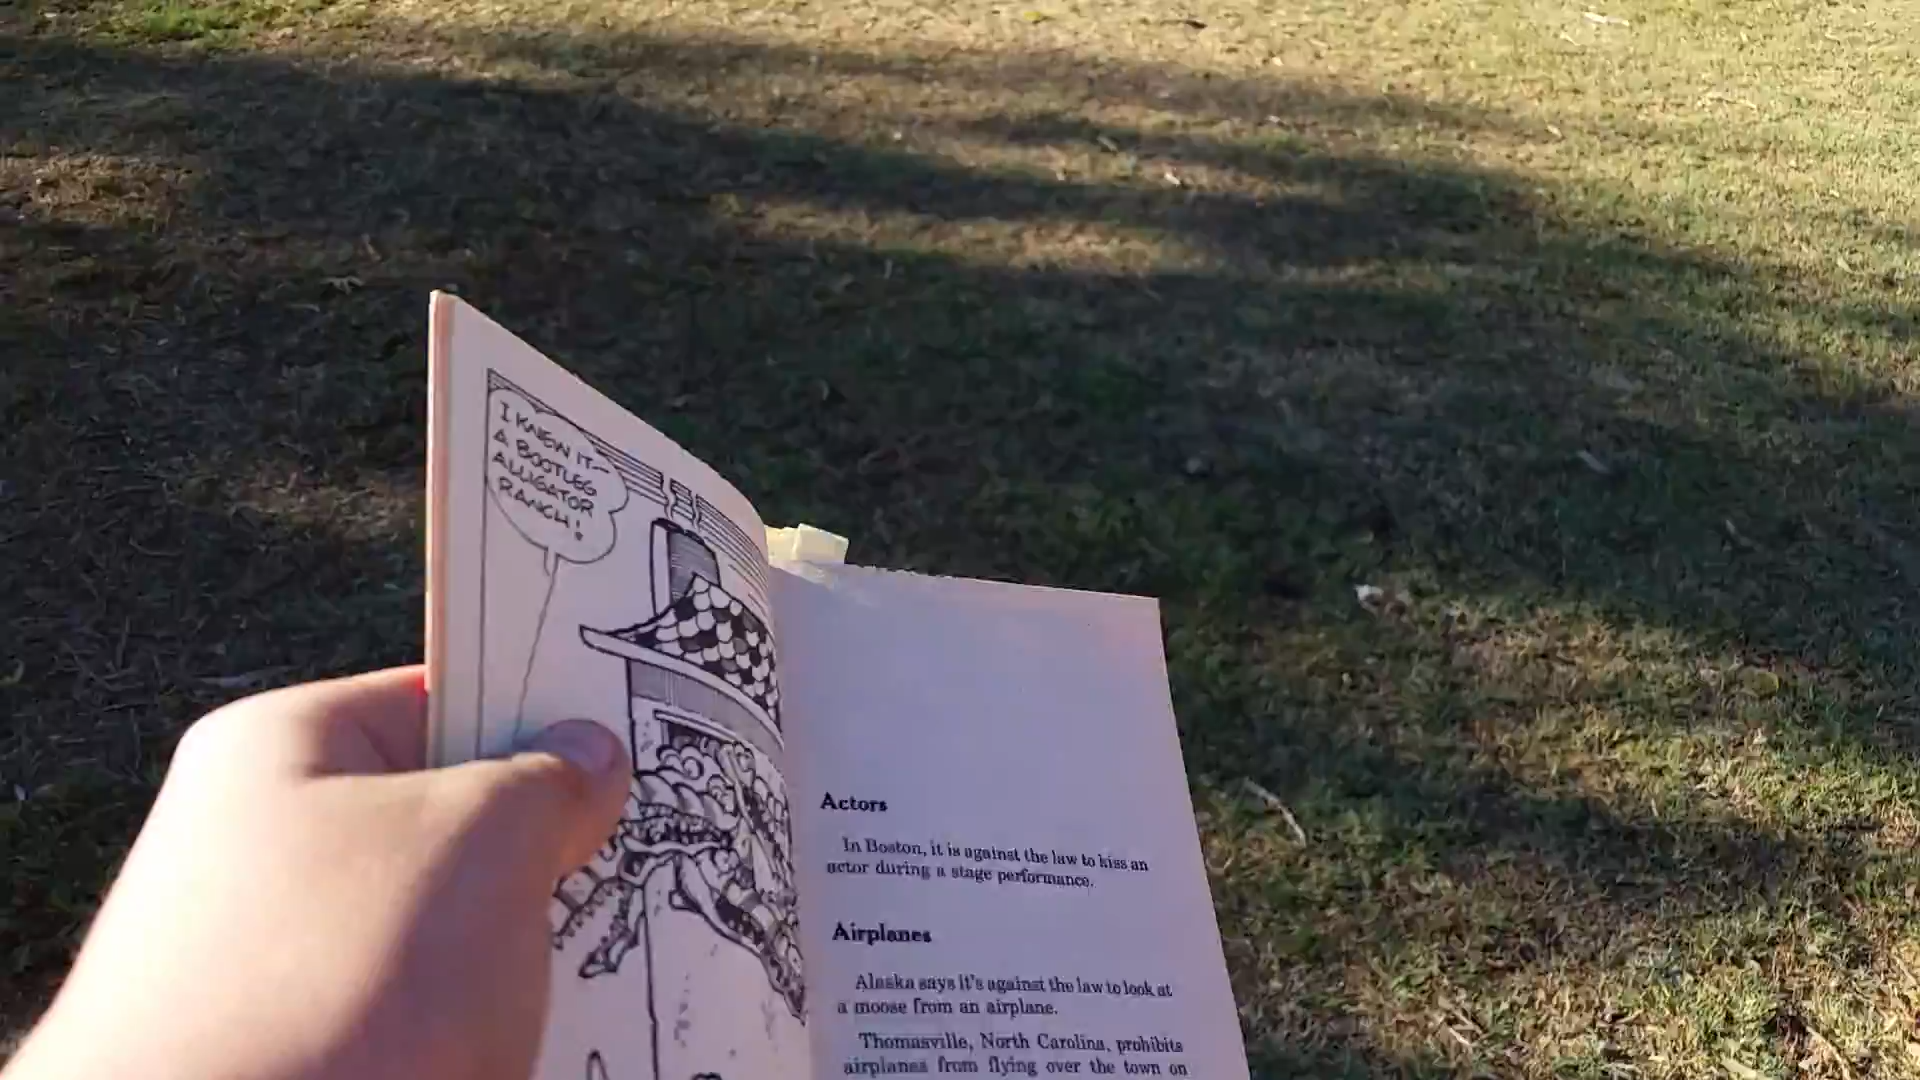 I KNEW IT—
A BOOTLEG
ALLIGATOR
RANCH!
Actors
In Boston, it is against the law to kiss an
actor during a stage performance.
Airplanes
Alaska says it's against the law to look at
a moose from an airplane.
Thomasville, North Carolina, prohibits
airplanes from flying over the town on